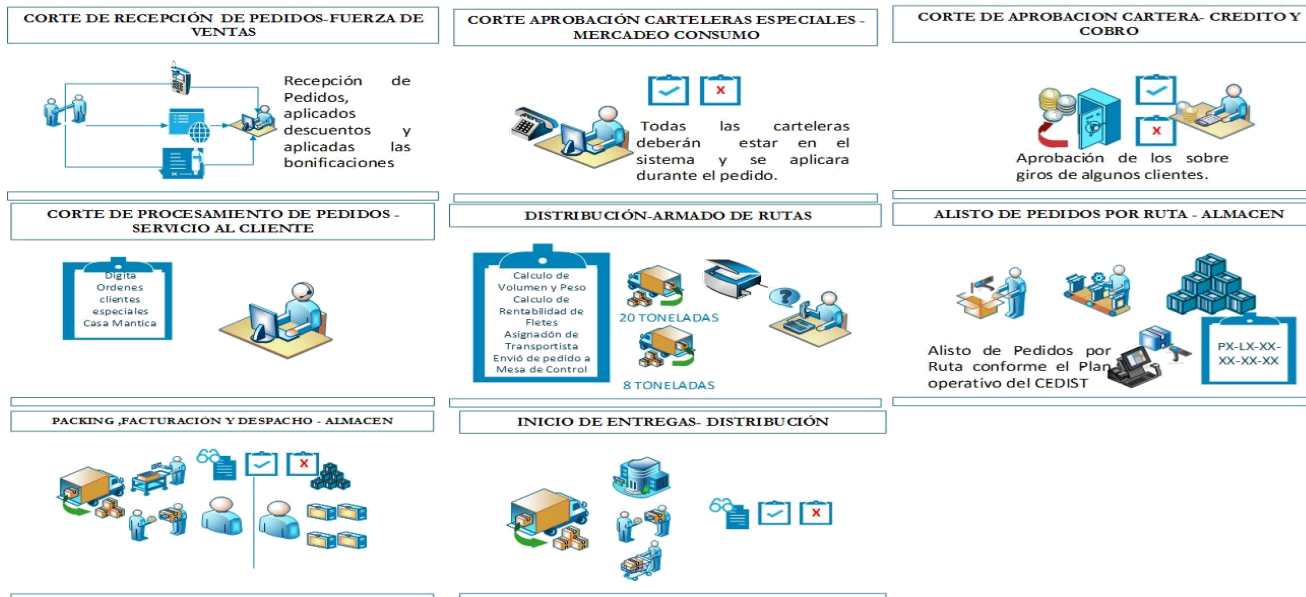 CORTE DE RECEPCIÓN DE PEDIDOS-FUERZA DE
VENTAS
Recepción de
Pedidos,
aplicados
descuentos y
aplicadas las
bonificaciones
CORTE APROBACIÓN CARTELERAS ESPECIALES -
MERCADEO CONSUMO
X
Todas las carteleras
deberán estar en el
sistema y se aplicara
durante el pedido.
CORTE DE APROBACION CARTERA- CREDITO Y
COBRO
X
Aprobación de los sobre
giros de algunos clientes.
CORTE DE PROCESAMIENTO DE PEDIDOS -
SERVICIO AL CLIENTE
Digita
Ordenes
clientes
especiales
Casa Mantica
DISTRIBUCIÓN-ARMADO DE RUTAS
Calculo de
Volumen y Peso
Calculo de
Rentabilidad de
Fletes
Asignación de
Transportista
Envió de pedido a
Mesa de Control
20 TONELADAS
?
8 TONELADAS
ALISTO DE PEDIDOS POR RUTA - ALMACEN
Alisto de Pedidos por
Ruta conforme el Plan
operativo del CEDIST
PX-LX-XX-
XX-XX-XX
PACKING ,FACTURACIÓN Y DESPACHO - ALMACEN
X
INICIO DE ENTREGAS- DISTRIBUCIÓN
X